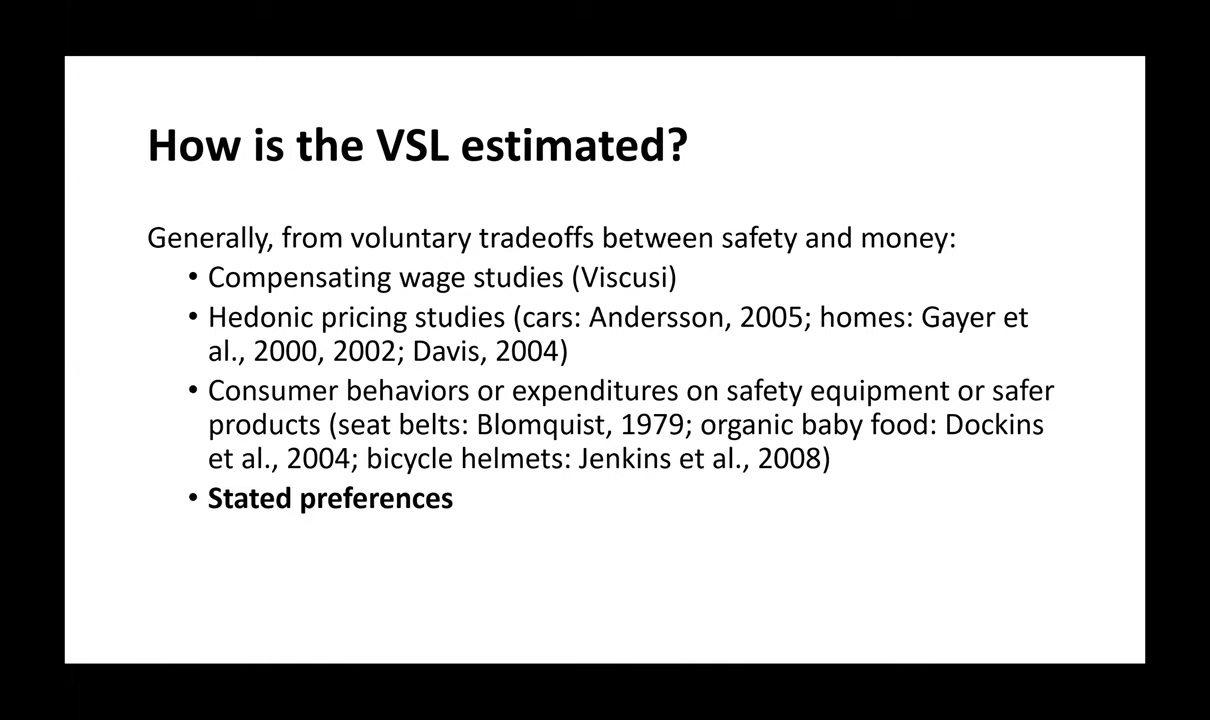 How is the VSL estimated?
Generally, from voluntary tradeoffs between safety and money:
• Compensating wage studies (Viscusi)
• Hedonic pricing studies (cars: Andersson, 2005; homes: Gayer et
al., 2000, 2002; Davis, 2004)
• Consumer behaviors or expenditures on safety equipment or safer
products (seat belts: Blomquist, 1979; organic baby food: Dockins
et al., 2004; bicycle helmets: Jenkins et al., 2008)
• Stated preferences